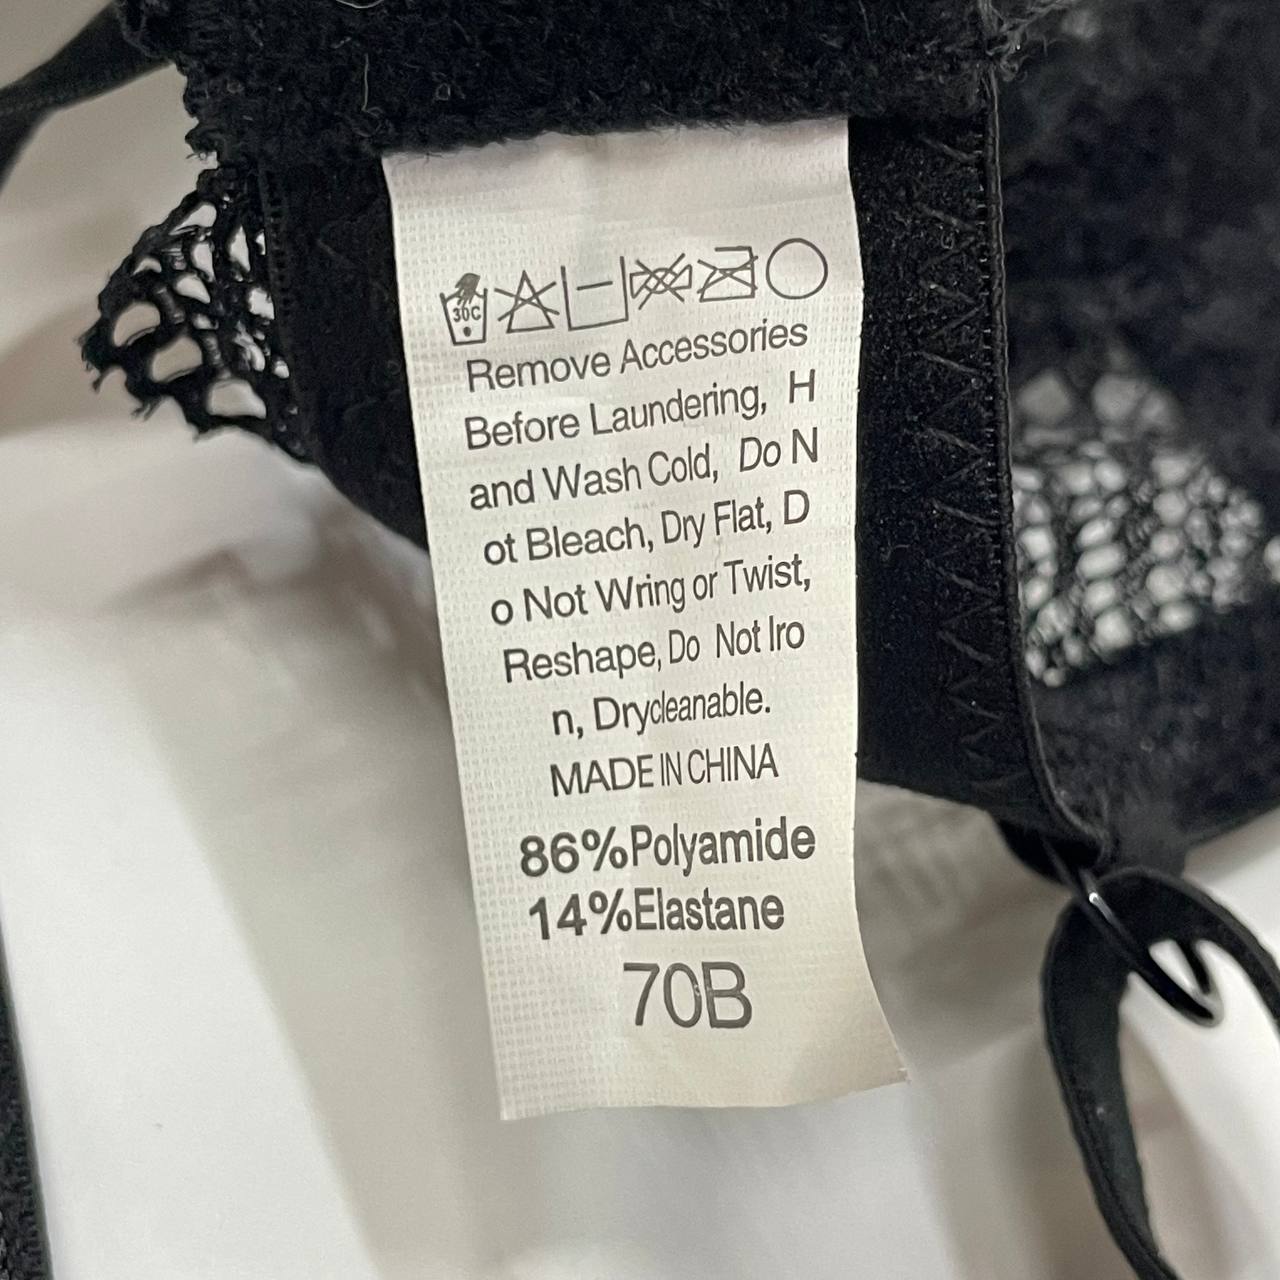 30C
Remove Accessories
Before Laundering, H
and Wash Cold, Do N
ot Bleach, Dry Flat, D
o Not Wring or Twist,
Reshape, Do Not Iro
n, Drycleanable.
MADE IN CHINA
86%Polyamide
14%Elastane
70B